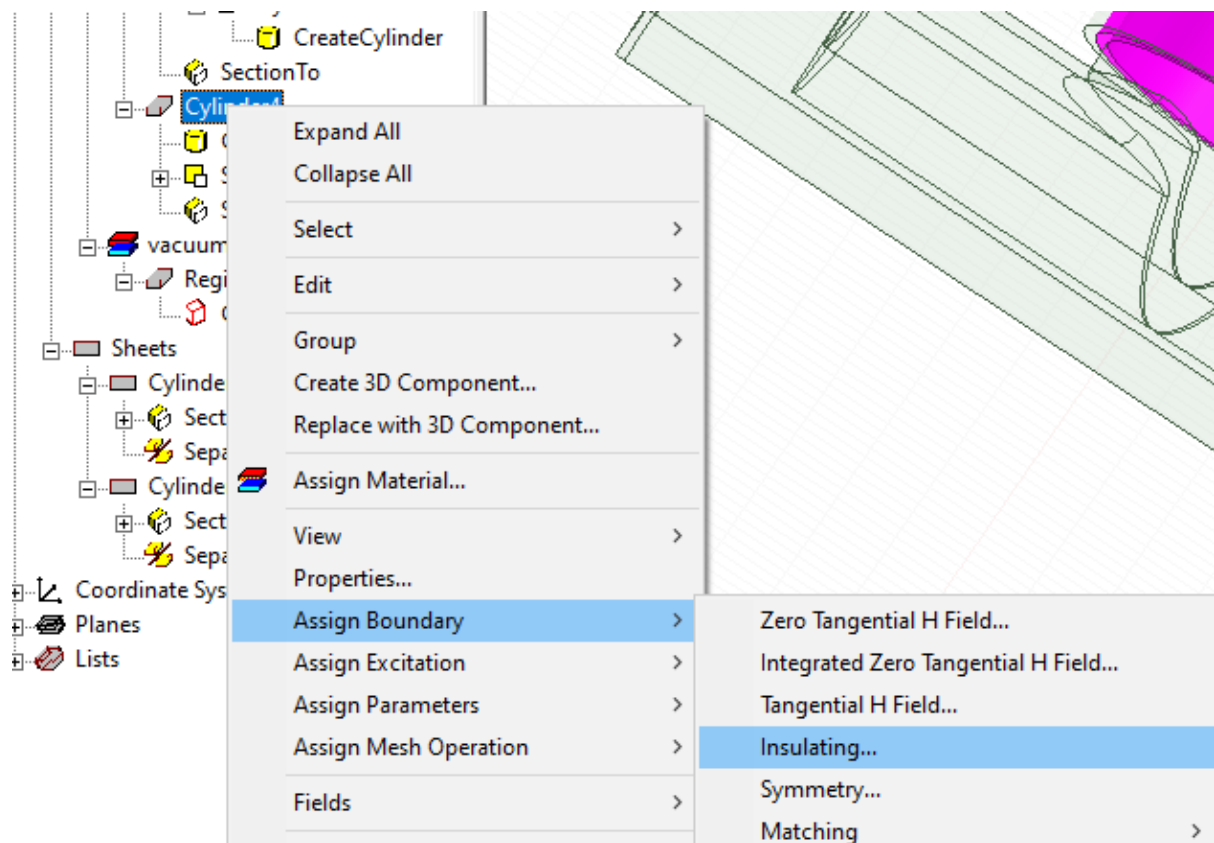 CreateCylinder
SectionTo
Expand All
Collapse All
Select
vacuum
Edit
Sheets
Group
Create 3D Component...
Replace with 3D Component...
Assign Material...
View
Properties...
Coordinate Sys
Assign Boundary
Planes
Lists
Assign Excitation
Assign Parameters
Assign Mesh Operation
Fields
Zero Tangential H Field...
Integrated Zero Tangential H Field...
Tangential H Field...
Insulating...
Symmetry...
Matching